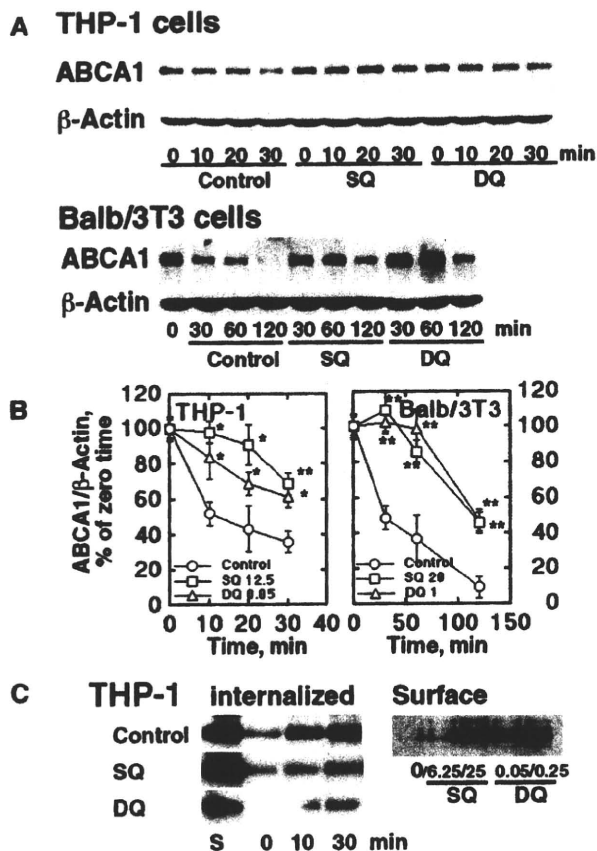 A THP-1 cells
ABCA1
β-Actin
0 10 20 30 0 10 20 30 0 10 20 30 min
Control SQ DQ
Balb/3T3 cells
ABCA1
β-Actin
0 30 60 120 30 60 120 30 60 120 min
Control SQ DQ
B
ABCA1/β-Actin,
% of zero time
120
100
80
60
40
20
0
THP-1
* * * * ** *
Control
SQ 12.5
DQ 0.05
0 10 20 30 40
Time, min
Balb/3T3
** * ** ** ** ** **
Control
SQ 20
DQ 1
0 50 100 150
Time, min
120
100
80
60
40
20
0
C THP-1 internalized Surface
Control
SQ
DQ
S 0 10 30 min
0/6.25/25 0.05/0.25
SQ DQ